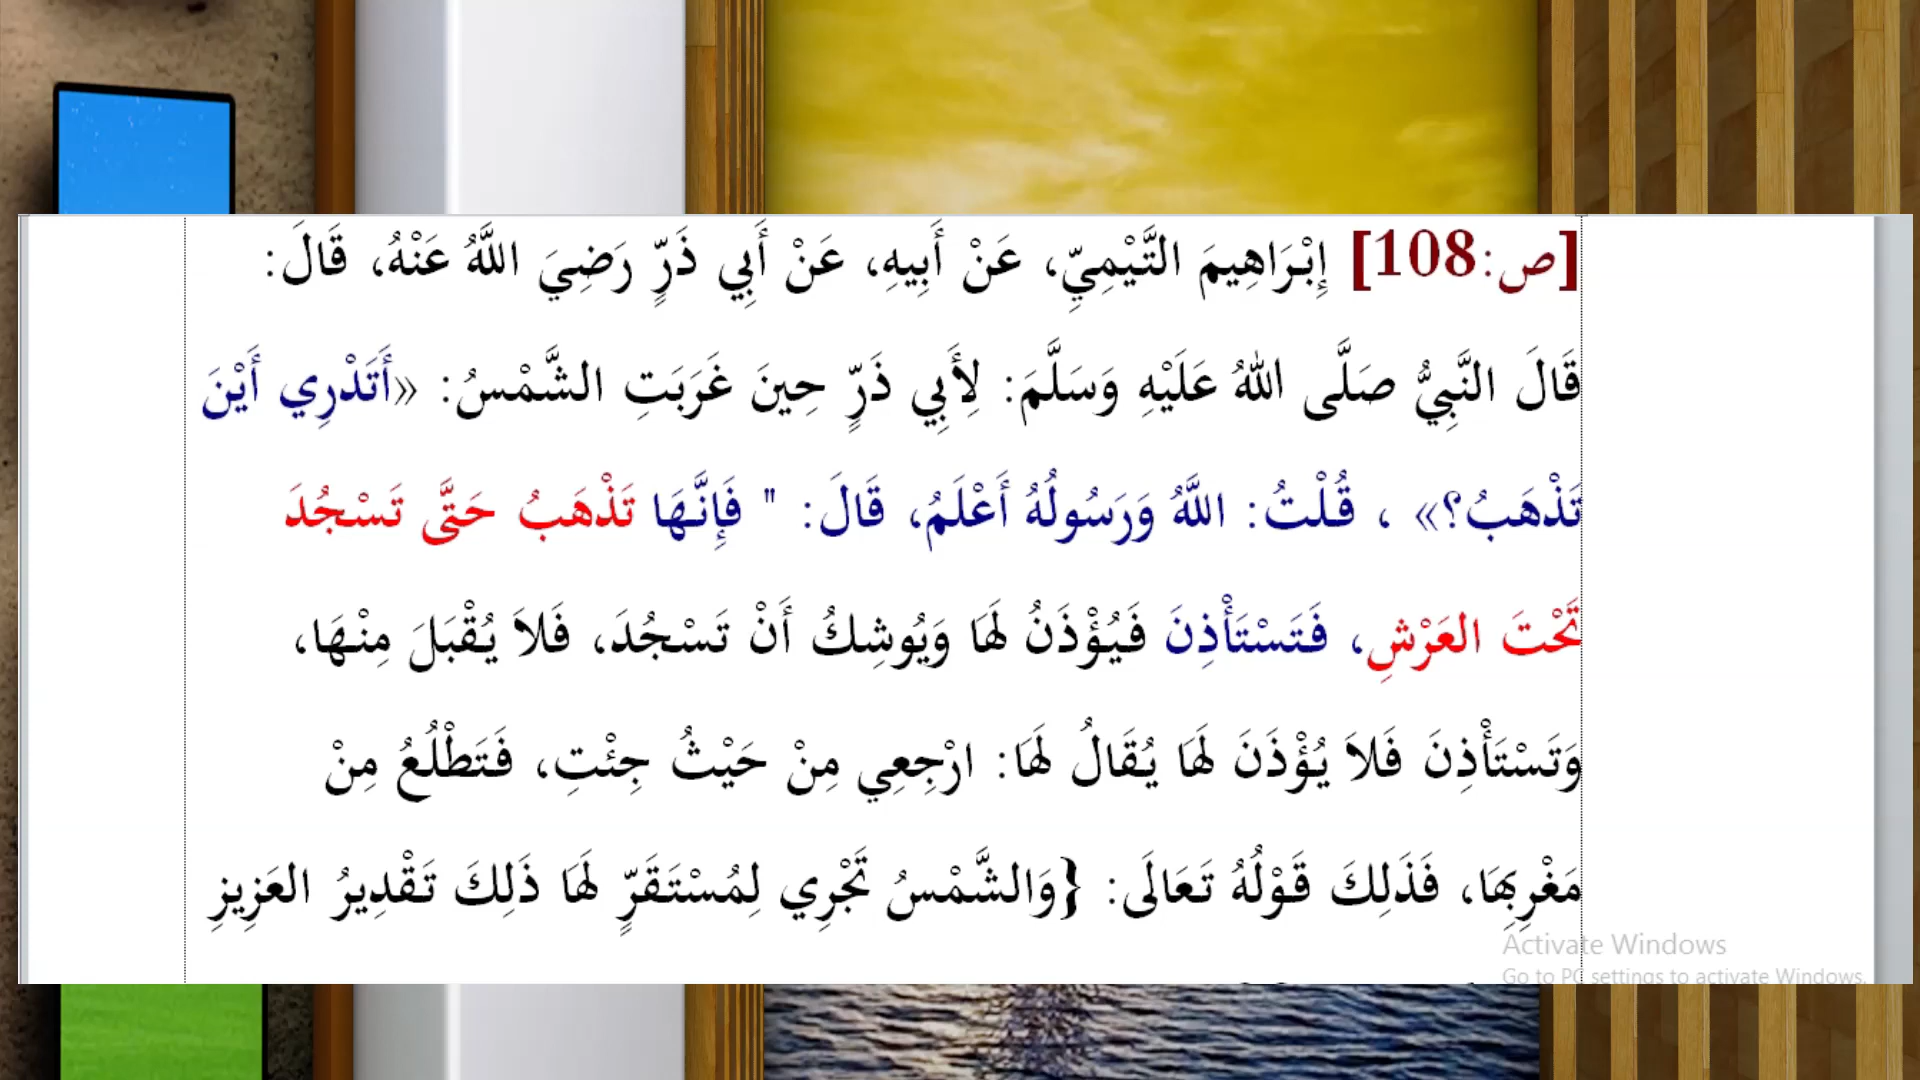 [ص:108] إِبْرَاهِيمَ التَّيْمِيِّ، عَنْ أَبِيهِ، عَنْ أَبِي ذَرٍّ رَضِيَ اللَّهُ عَنْهُ، قَالَ:
قَالَ النَّبِيُّ صَلَّى اللهُ عَلَيْهِ وَسَلَّمَ: لِأَبِي ذَرٍّ حِينَ غَرَبَتِ الشَّمْسُ: «أَتَدْرِي أَيْنَ
تَذْهَبُ؟» ، قُلْتُ: اللَّهُ وَرَسُولُهُ أَعْلَمُ، قَالَ: " فَإِنَّهَا تَذْهَبُ حَتَّى تَسْجُدَ
تَحْتَ العَرْشِ، فَتَسْتَأْذِنَ فَيُؤْذَنُ لَهَا وَيُوشِكُ أَنْ تَسْجُدَ، فَلاَ يُقْبَلَ مِنْهَا،
وَتَسْتَأْذِنَ فَلاَ يُؤْذَنَ لَهَا يُقَالُ لَهَا: ارْجِعِي مِنْ حَيْثُ جِئْتِ، فَتَطْلُعُ مِنْ
مَغْرِبِهَا، فَذَلِكَ قَوْلُهُ تَعَالَى: {وَالشَّمْسُ تَجْرِي لِمُسْتَقَرٍّ لَهَا ذَلِكَ تَقْدِيرُ العَزِيزِ
Activate Windows
Go to PC settings to activate Windows.